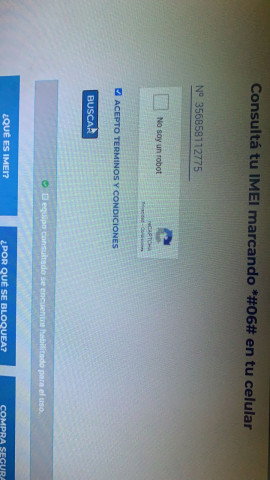 Consultá tu IMEI marcando *#06# en tu celular
Nº 356858112775
No soy un robot
reCAPTCHA
Privacidad - Condiciones
ACEPTO TERMINOS Y CONDICIONES
BUSCAR
El equipo consultado se encuentra habilitado para el uso.
¿QUÉ ES IMEI?
¿POR QUÉ SE BLOQUEA?
COMPRA SEGURA